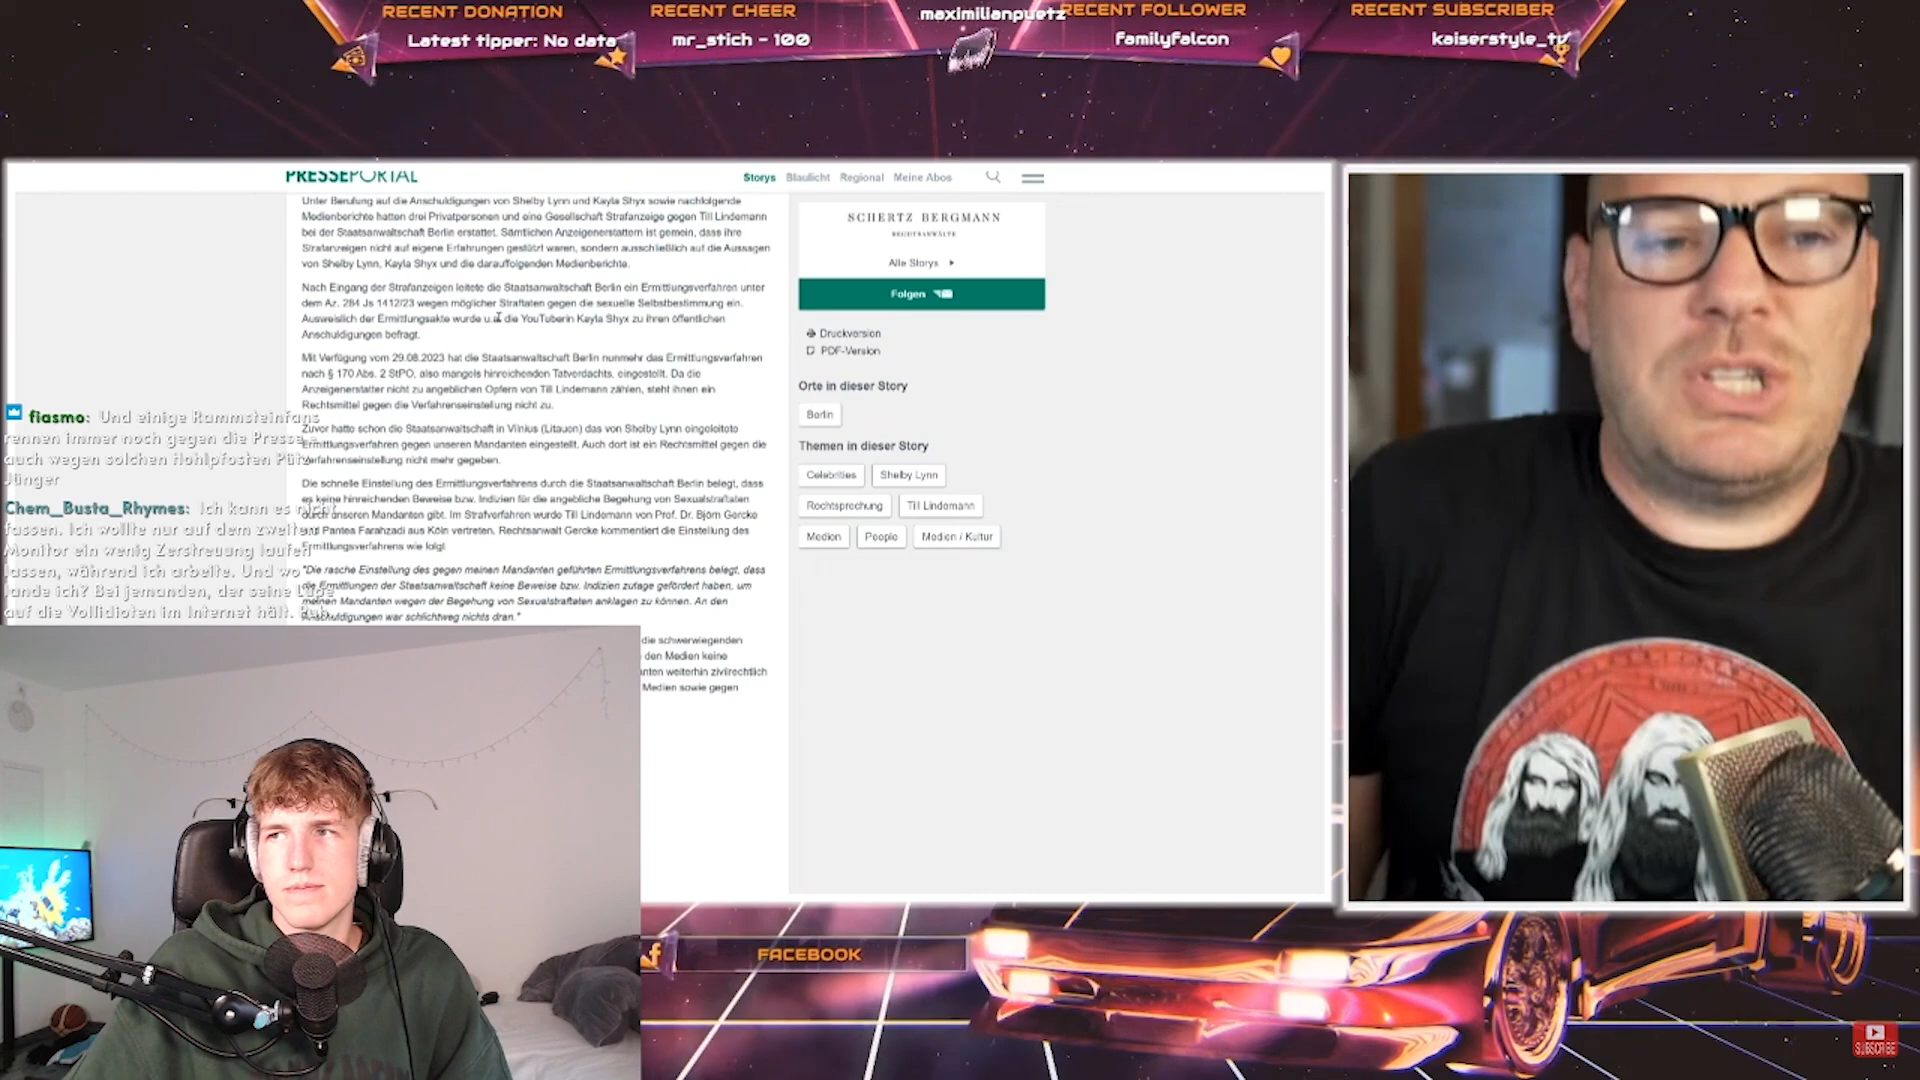 RECENT DONATION
Latest tipper: No data
RECENT CHEER
mr_stich - 100
maximilianpuetz
RECENT FOLLOWER
familyfalcon
RECENT SUBSCRIBER
kaiserstyle_tv
PRESSEPORTAL
Storys Blaulicht Regional Meine Abos
Unter Berufung auf die Anschuldigungen von Shelby Lynn und Kayla Shyx sowie nachfolgende
Medienberichte hatten drei Privatpersonen und eine Gesellschaft Strafanzeige gegen Till Lindemann
bei der Staatsanwaltschaft Berlin erstattet. Sämtlichen Anzeigenerstattern ist gemein, dass ihre
Strafanzeigen nicht auf eigene Erfahrungen gestützt waren, sondern ausschließlich auf die Aussagen
von Shelby Lynn, Kayla Shyx und die darauffolgenden Medienberichte.
Nach Eingang der Strafanzeigen leitete die Staatsanwaltschaft Berlin ein Ermittlungsverfahren unter
dem Az. 284 Js 1412/23 wegen möglicher Straftaten gegen die sexuelle Selbstbestimmung ein.
Ausweislich der Ermittlungsakte wurde u.a. die YouTuberin Kayla Shyx zu ihren öffentlichen
Anschuldigungen befragt.
Mit Verfügung vom 29.08.2023 hat die Staatsanwaltschaft Berlin nunmehr das Ermittlungsverfahren
nach § 170 Abs. 2 StPO, also mangels hinreichenden Tatverdachts, eingestellt. Da die
Anzeigenerstatter nicht zu angeblichen Opfern von Till Lindemann zählen, steht ihnen ein
Rechtsmittel gegen die Verfahrenseinstellung nicht zu.
Zuvor hatte schon die Staatsanwaltschaft in Vilnius (Litauen) das von Shelby Lynn eingeleitete
Ermittlungsverfahren gegen unseren Mandanten eingestellt. Auch dort ist ein Rechtsmittel gegen die
Verfahrenseinstellung nicht mehr gegeben.
Die schnelle Einstellung des Ermittlungsverfahrens durch die Staatsanwaltschaft Berlin belegt, dass
es keine hinreichenden Beweise bzw. Indizien für die angebliche Begehung von Sexualstraftaten
durch unseren Mandanten gibt. Im Strafverfahren wurde Till Lindemann von Prof. Dr. Björn Gercke
und Pantea Farahzadi aus Köln vertreten. Rechtsanwalt Gercke kommentiert die Einstellung des
Ermittlungsverfahrens wie folgt
"Die rasche Einstellung des gegen meinen Mandanten geführten Ermittlungsverfahrens belegt, dass
die Ermittlungen der Staatsanwaltschaft keine Beweise bzw. Indizien zutage gefördert haben, um
meinen Mandanten wegen der Begehung von Sexualstraftaten anklagen zu können. An den
Anschuldigungen war schlichtweg nichts dran."
die schwerwiegenden
den Medien keine
nten weiterhin zivilrechtlich
Medien sowie gegen
SCHERTZ BERGMANN
RECHTSANWÄLTE
Alle Storys
Folgen
Druckversion
PDF-Version
Orte in dieser Story
Berlin
Themen in dieser Story
Celebrities Shelby Lynn
Rechtsprechung Till Lindemann
Medien People Medien / Kultur
fiasmo: Und einige Rammsteinfans
rennen immer noch gegen die Presse -
auch wegen solchen Hohlpfosten Pütz
Jünger
Chem_Busta_Rhymes: Ich kann es nicht
fassen. Ich wollte nur auf dem zweiten
Monitor ein wenig Zerstreuung laufen
lassen, während ich arbeite. Und wo
lande ich? Bei jemanden, der seine Lupe
auf die Vollidioten im Internet hält.
FACEBOOK
SUBSCRIBE